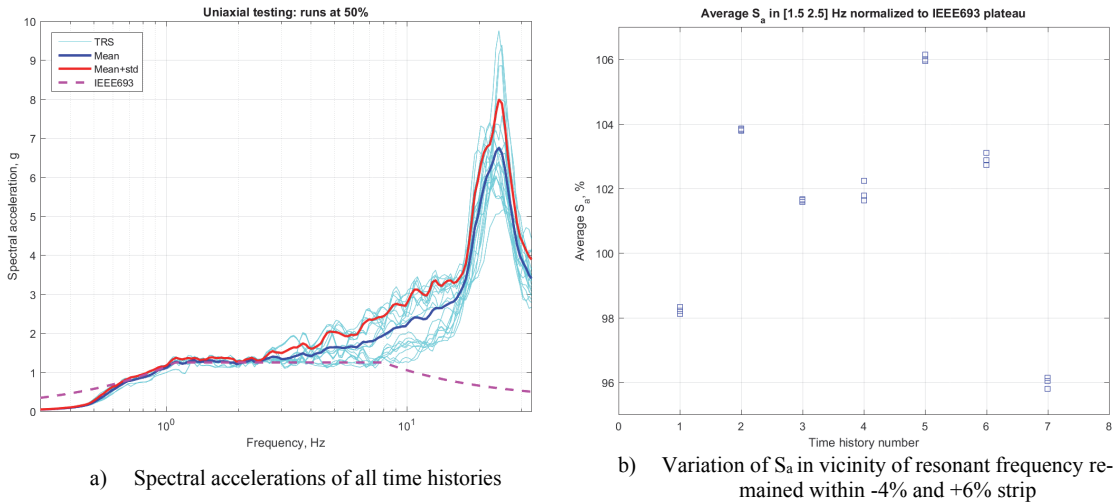 Uniaxial testing: runs at 50%
10
9
8
7
6
5
4
3
2
1
0
Spectral acceleration, g
TRS
Mean
Mean+std
IEEE693
10^0
10^1
Frequency, Hz
a) Spectral accelerations of all time histories
Average S_a in [1.5 2.5] Hz normalized to IEEE693 plateau
106
104
102
100
98
96
Average S_a, %
0 1 2 3 4 5 6 7 8
Time history number
b) Variation of Sa in vicinity of resonant frequency re-
mained within -4% and +6% strip